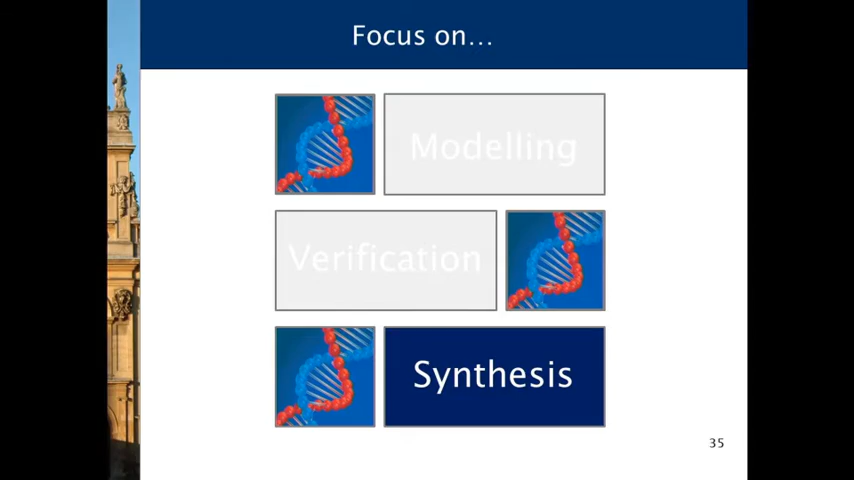 Focus on...
Modelling
Verification
Synthesis
35